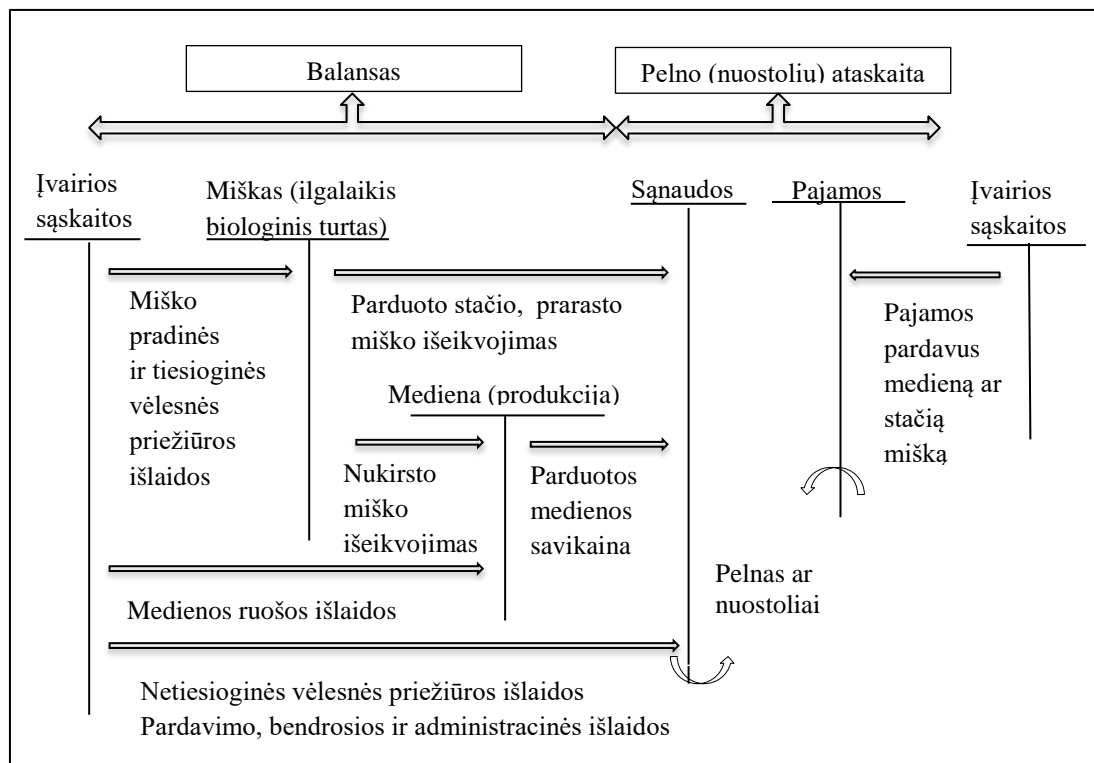 Balansas
Pelno (nuostoliu) ataskaita
Įvairios
sąskaitos
Miškas (ilgalaikis
biologinis turtas)
Sąnaudos
Pajamos
Įvairios
sąskaitos
Miško
pradinės
ir tiesioginės
vėlesnės
priežiūros
išlaidos
Parduoto stačio, prarasto
miško išeikvojimas
Pajamos
pardavus
medieną ar
stačią
mišką
Mediena (produkcija)
Nukirsto
miško
išeikvojimas
Parduotos
medienos
savikaina
Pelnas ar
nuostoliai
Medienos ruošos išlaidos
Netiesioginės vėlesnės priežiūros išlaidos
Pardavimo, bendrosios ir administracinės išlaidos